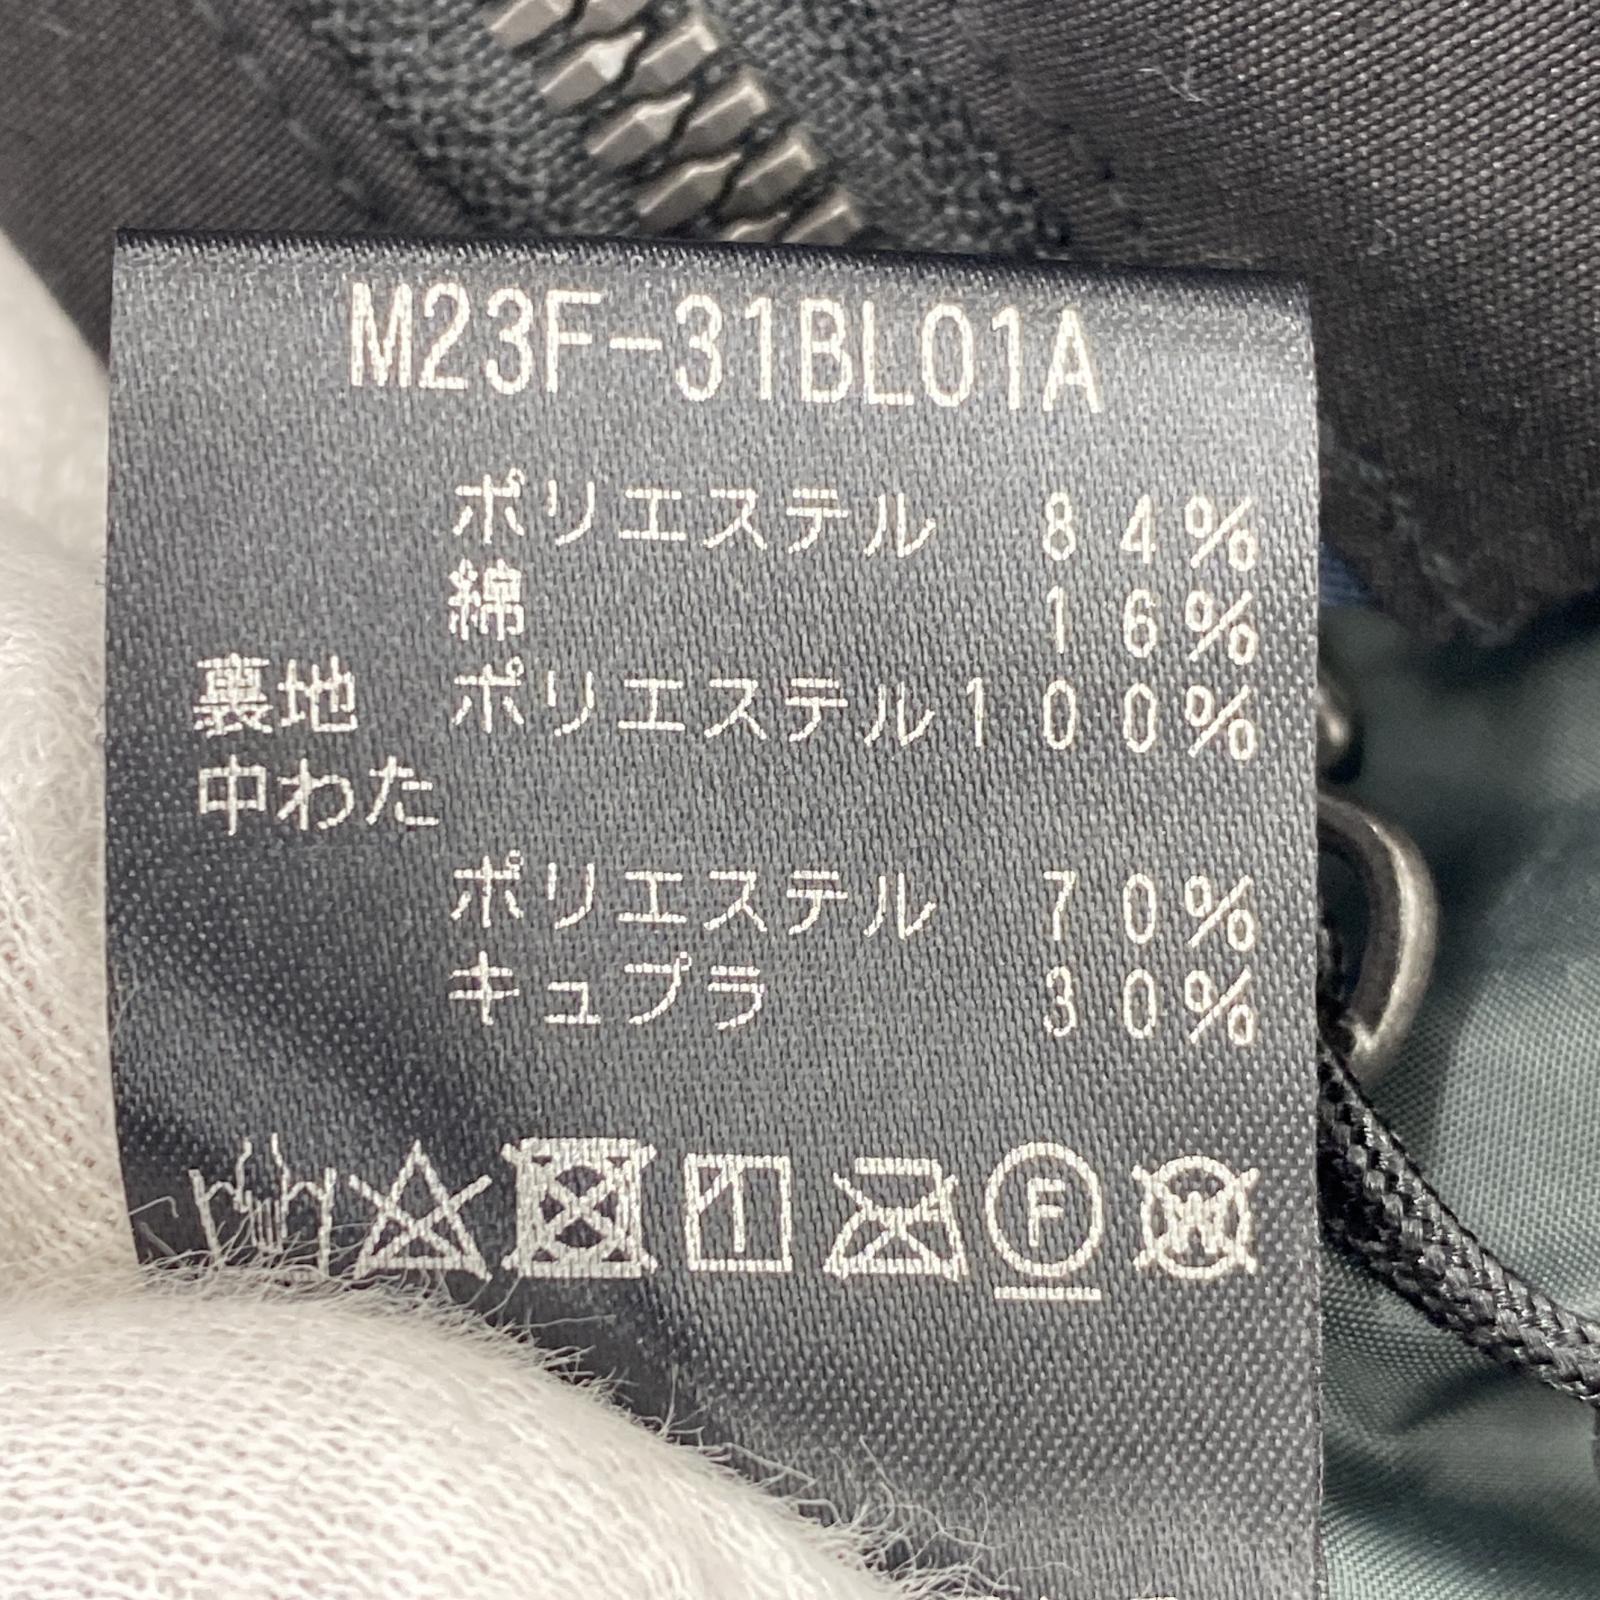 M23F-31BL01A
ポリエステル 84%
綿 16%
裏地 ポリエステル100%
中わた
ポリエステル 70%
キュプラ 30%
F
W